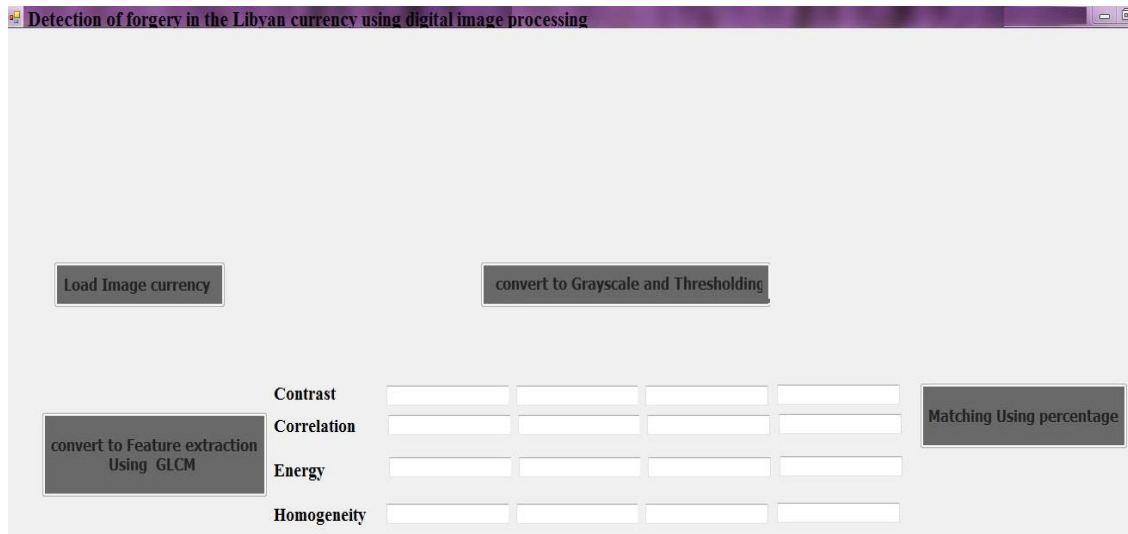 Detection of forgery in the Libyan currency using digital image processing
Load Image currency
convert to Grayscale and Thresholding
Contrast
Correlation
Energy
Homogeneity
convert to Feature extraction
Using GLCM
Matching Using percentage